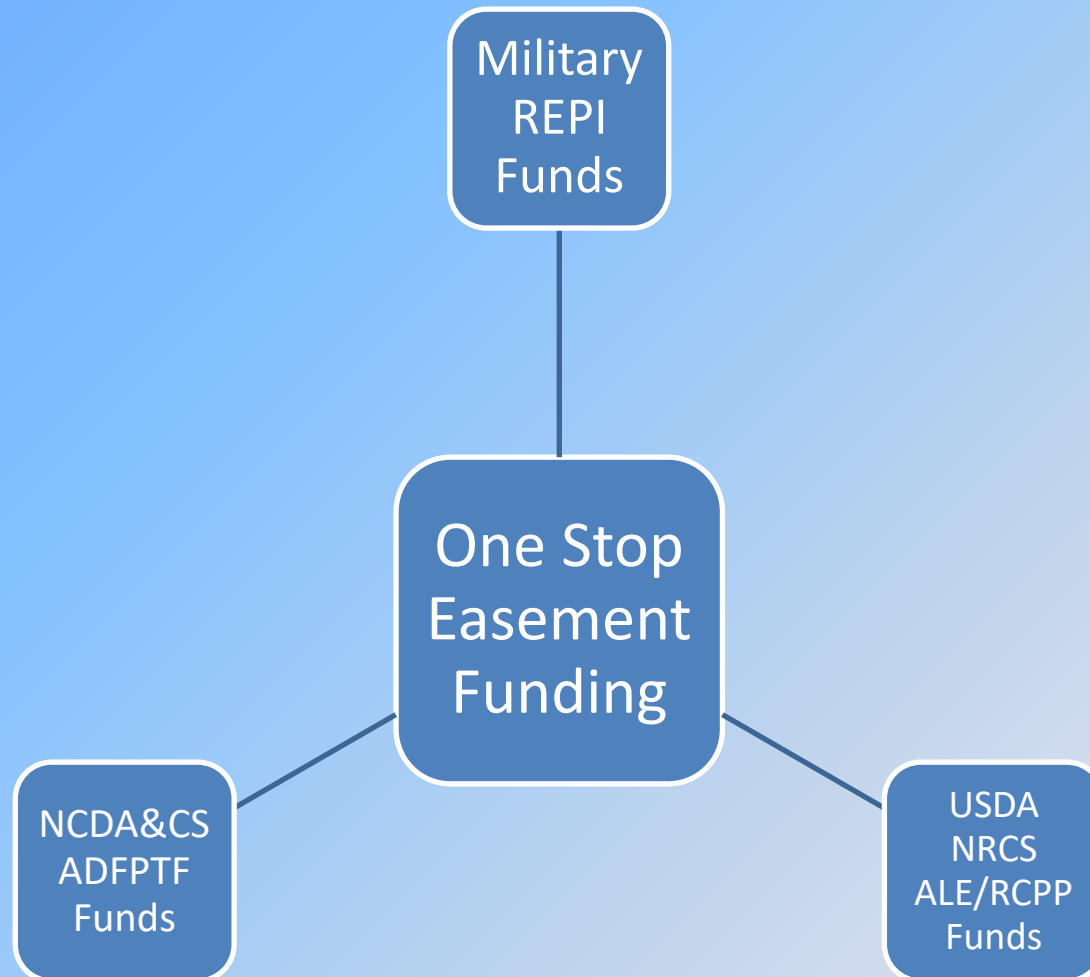 Military
REPI
Funds
One Stop
Easement
Funding
NCDA&CS
ADFPTF
Funds
USDA
NRCS
ALE/RCPP
Funds